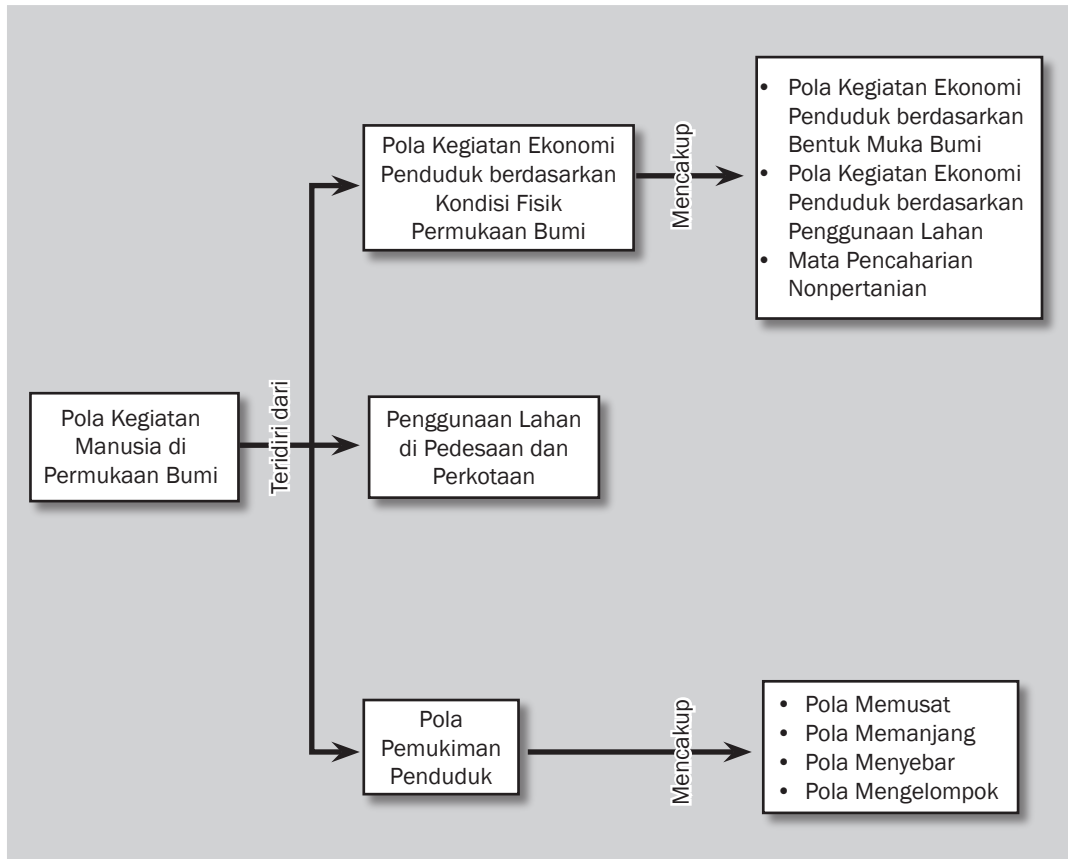 Pola Kegiatan
Manusia di
Permukaan Bumi
Teridiri dari
Pola Kegiatan Ekonomi
Penduduk berdasarkan
Kondisi Fisik
Permukaan Bumi
Mencakup
• Pola Kegiatan Ekonomi
Penduduk berdasarkan
Bentuk Muka Bumi
• Pola Kegiatan Ekonomi
Penduduk berdasarkan
Penggunaan Lahan
• Mata Pencaharian
Nonpertanian
Penggunaan Lahan
di Pedesaan dan
Perkotaan
Pola
Pemukiman
Penduduk
Mencakup
• Pola Memusat
• Pola Memanjang
• Pola Menyebar
• Pola Mengelompok